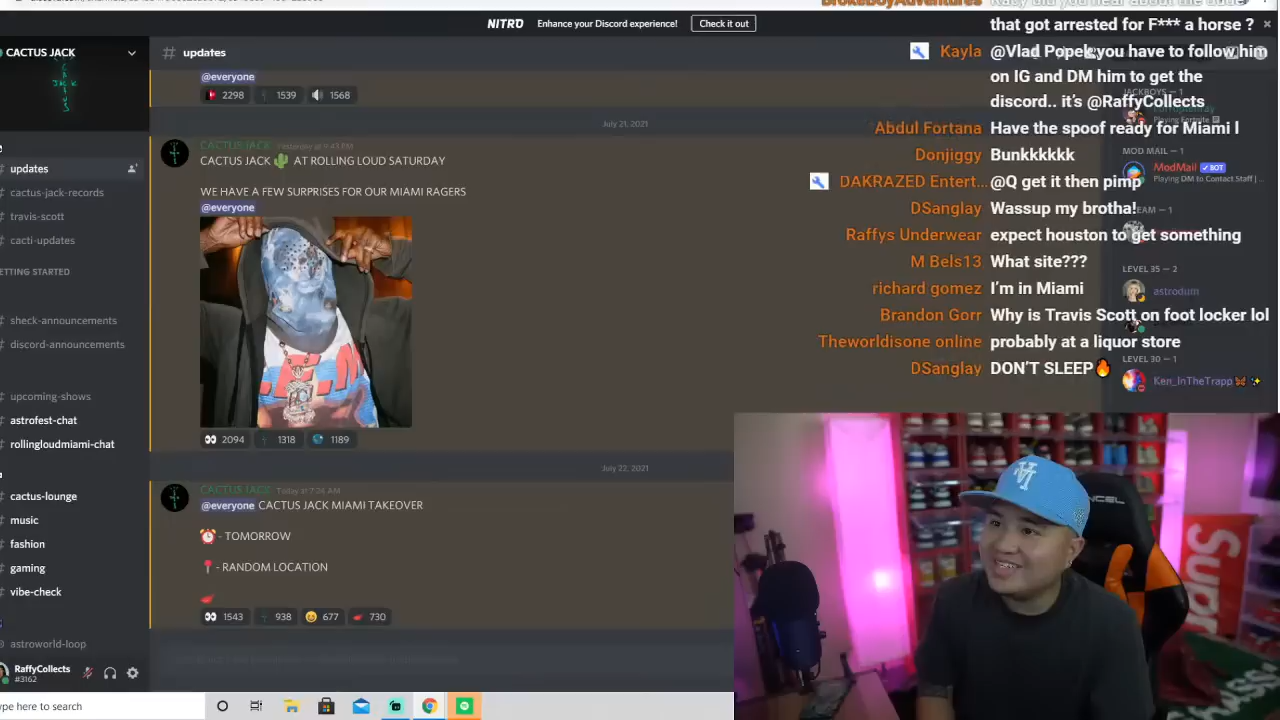 NITRO Enhance your Discord experience! Check it out
CACTUS JACK
# updates
updates
cactus-jack-records
travis-scott
cacti-updates
ETTING STARTED
sheck-announcements
discord-announcements
upcoming-shows
astrofest-chat
rollingloudmiami-chat
cactus-lounge
music
fashion
gaming
vibe-check
astroworld-loop
RaffyCollects
#3162
@everyone
2298 1539 1568
July 21, 2021
CACTUS JACK Yesterday at 9:43 PM
CACTUS JACK 🌵 AT ROLLING LOUD SATURDAY
WE HAVE A FEW SURPRISES FOR OUR MIAMI RAGERS
@everyone
2094 1318 1189
July 22, 2021
CACTUS JACK
@everyone CACTUS JACK MIAMI TAKEOVER
⏰ - TOMORROW
📍 - RANDOM LOCATION
1543 938 677 730
BrokeBoyAdventures
that got arrested for F*** a horse ?
Kayla @Vlad Popek you have to follow him
on IG and DM him to get the
discord.. it's @RaffyCollects
Abdul Fortana Have the spoof ready for Miami l
Donjiggy Bunkkkkkk
DAKRAZED Entert... @Q get it then pimp
DSanglay Wassup my brotha!
Raffys Underwear expect houston to get something
M Bels13 What site???
richard gomez I'm in Miami
Brandon Gorr Why is Travis Scott on foot locker lol
Theworldisone online probably at a liquor store
DSanglay DON'T SLEEP🔥
JACKBOYS — 1
Playing Fortnite
MOD MAIL — 1
ModMail BOT
Playing DM to Contact Staff |
EAM — 1
LEVEL 35 — 2
astrodum
LEVEL 30 — 1
Ken_InTheTrapp
NCEL
Supr
ype here to search